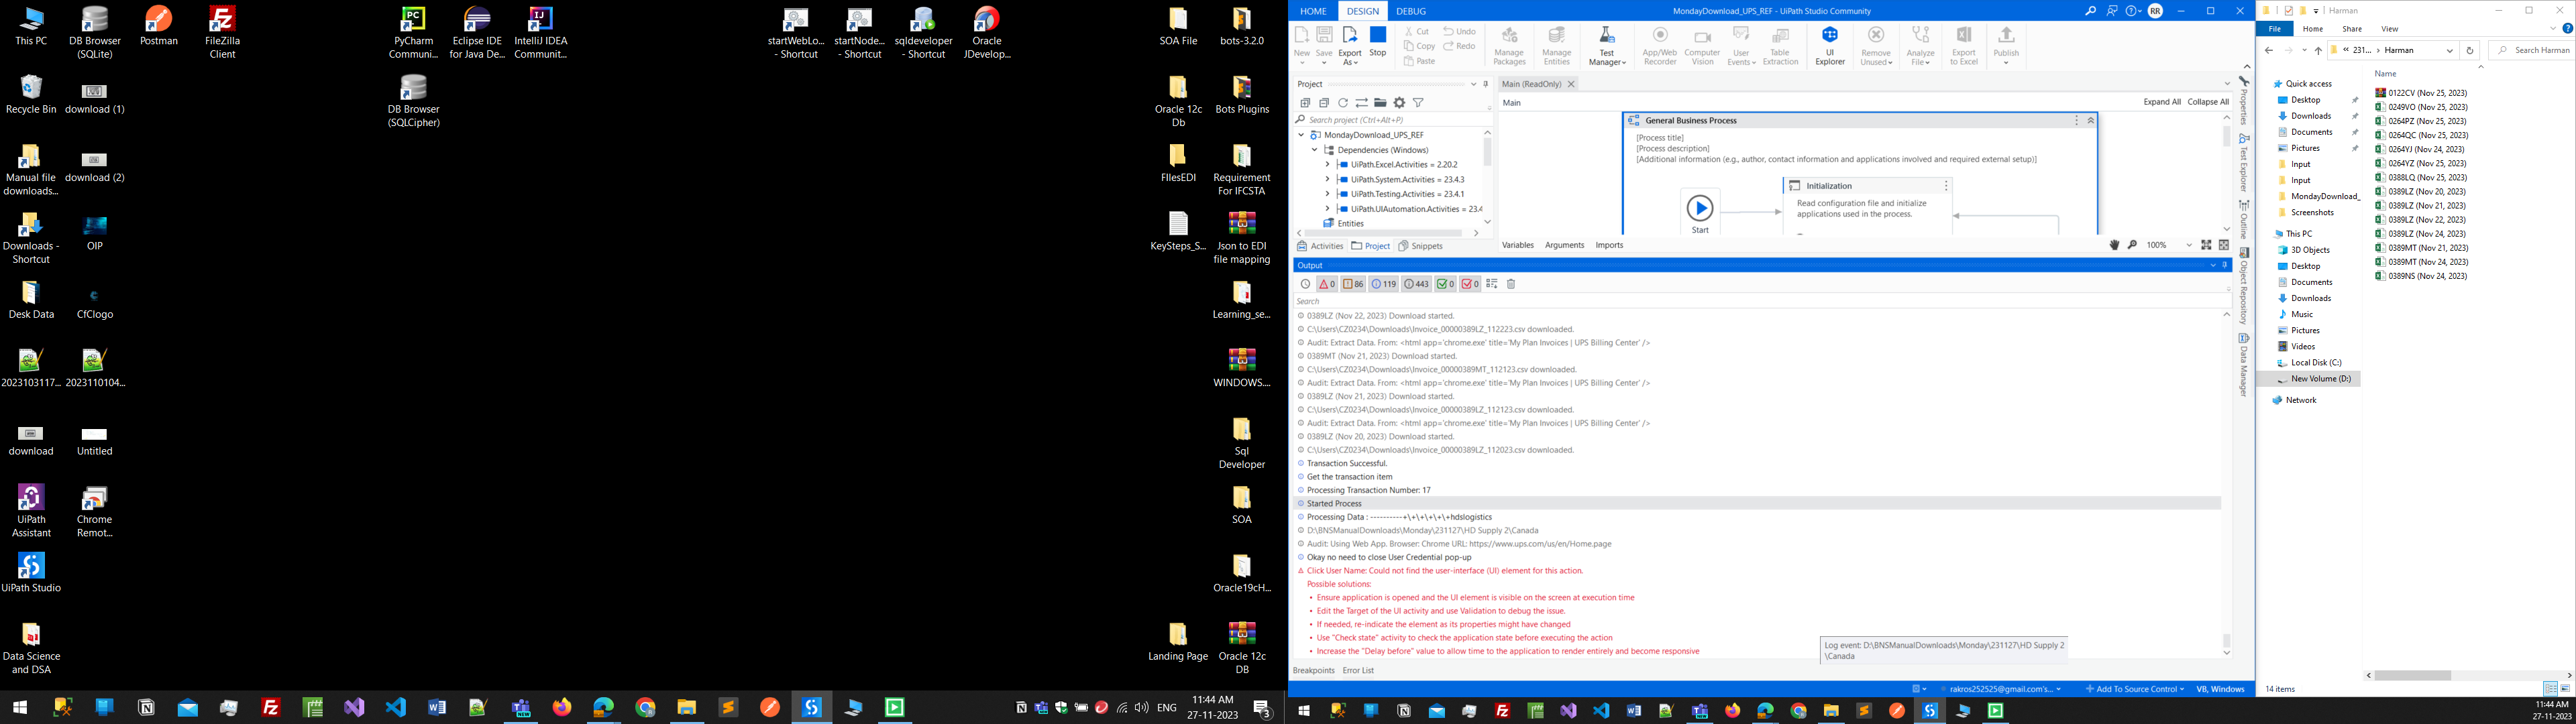 This PC
DB Browser
(SQLite)
Postman
FileZilla
Client
PyCharm
Communi...
Eclipse IDE
for Java De...
IntelliJ IDEA
Communit...
startWebLo...
- Shortcut
startNode...
- Shortcut
sqldeveloper
- Shortcut
Oracle
JDevelop...
SOA File
bots-3.2.0
Recycle Bin
download (1)
DB Browser
(SQLCipher)
Oracle 12c
Db
Bots Plugins
Manual file
downloads...
download (2)
FIlesEDI
Requirement
For IFCSTA
Downloads -
Shortcut
OIP
KeySteps_S...
Json to EDI
file mapping
Desk Data
CfClogo
Learning_se...
2023103117...
2023110104...
WINDOWS....
download
Untitled
Sql
Developer
UiPath
Assistant
Chrome
Remot...
SOA
UiPath Studio
Oracle19cH...
Data Science
and DSA
Landing Page
Oracle 12c
DB
ENG
11:44 AM
27-11-2023
3
HOME
DESIGN
DEBUG
MondayDownload_UPS_REF - UiPath Studio Community
RR
New
Save
Export
As
Stop
Cut
Copy
Paste
Undo
Redo
Manage
Packages
Manage
Entities
Test
Manager
App/Web
Recorder
Computer
Vision
User
Events
Table
Extraction
UI
Explorer
Remove
Unused
Analyze
File
Export
to Excel
Publish
Project
Search project (Ctrl+Alt+P)
MondayDownload_UPS_REF
Dependencies (Windows)
UiPath.Excel.Activities = 2.20.2
UiPath.System.Activities = 23.4.3
UiPath.Testing.Activities = 23.4.1
UiPath.UIAutomation.Activities = 23.4
Entities
Activities
Project
Snippets
Main (ReadOnly)
Main
Expand All
Collapse All
General Business Process
[Process title]
[Process description]
[Additional information (e.g., author, contact information and applications involved and required external setup)]
Start
Initialization
Read configuration file and initialize
applications used in the process.
Variables
Arguments
Imports
100%
Properties
Test Explorer
Outline
Object Repository
Data Manager
Output
0
86
119
443
0
0
Search
0389LZ (Nov 22, 2023) Download started.
C:\Users\CZ0234\Downloads\Invoice_00000389LZ_112223.csv downloaded.
Audit: Extract Data. From: <html app='chrome.exe' title='My Plan Invoices | UPS Billing Center' />
0389MT (Nov 21, 2023) Download started.
C:\Users\CZ0234\Downloads\Invoice_00000389MT_112123.csv downloaded.
Audit: Extract Data. From: <html app='chrome.exe' title='My Plan Invoices | UPS Billing Center' />
0389LZ (Nov 21, 2023) Download started.
C:\Users\CZ0234\Downloads\Invoice_00000389LZ_112123.csv downloaded.
Audit: Extract Data. From: <html app='chrome.exe' title='My Plan Invoices | UPS Billing Center' />
0389LZ (Nov 20, 2023) Download started.
C:\Users\CZ0234\Downloads\Invoice_00000389LZ_112023.csv downloaded.
Transaction Successful.
Get the transaction item
Processing Transaction Number: 17
Started Process
Processing Data : ----------+\+\+\+\+\+hdslogistics
D:\BNSManualDownloads\Monday\231127\HD Supply 2\Canada
Audit: Using Web App. Browser: Chrome URL: https://www.ups.com/us/en/Home.page
Okay no need to close User Credential pop-up
Click User Name: Could not find the user-interface (UI) element for this action.
Possible solutions:
• Ensure application is opened and the UI element is visible on the screen at execution time
• Edit the Target of the UI activity and use Validation to debug the issue.
• If needed, re-indicate the element as its properties might have changed
• Use "Check state" activity to check the application state before executing the action
• Increase the "Delay before" value to allow time to the application to render entirely and become responsive
Log event: D:\BNSManualDownloads\Monday\231127\HD Supply 2
\Canada
Breakpoints
Error List
rakros252525@gmail.com's...
Add To Source Control
VB, Windows
Harman
File
Home
Share
View
231...
Harman
Search Harman
Quick access
Desktop
Downloads
Documents
Pictures
Input
Input
MondayDownload_
Screenshots
This PC
3D Objects
Desktop
Documents
Downloads
Music
Pictures
Videos
Local Disk (C:)
New Volume (D:)
Network
Name
0122CV (Nov 25, 2023)
0249VO (Nov 25, 2023)
0264PZ (Nov 25, 2023)
0264QC (Nov 25, 2023)
0264YJ (Nov 24, 2023)
0264YZ (Nov 25, 2023)
0388LQ (Nov 25, 2023)
0389LZ (Nov 20, 2023)
0389LZ (Nov 21, 2023)
0389LZ (Nov 22, 2023)
0389LZ (Nov 24, 2023)
0389MT (Nov 21, 2023)
0389MT (Nov 24, 2023)
0389NS (Nov 24, 2023)
14 items
11:44 AM
27-11-2023